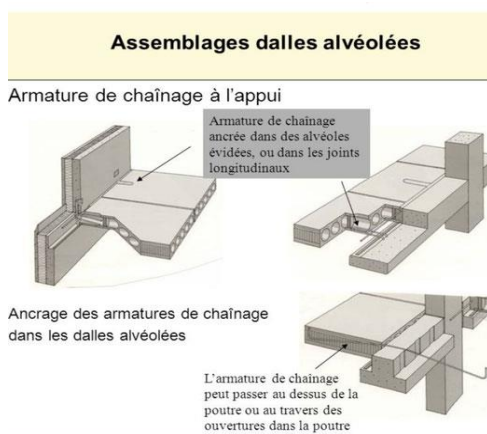 Assemblages dalles alvéolées
Armature de chaînage à l'appui
Armature de chaînage
ancrée dans des alvéoles
évidées, ou dans les joints
longitudinaux
Ancrage des armatures de chaînage
dans les dalles alvéolées
L'armature de chaînage
peut passer au dessus de la
poutre ou au travers des
ouvertures dans la poutre